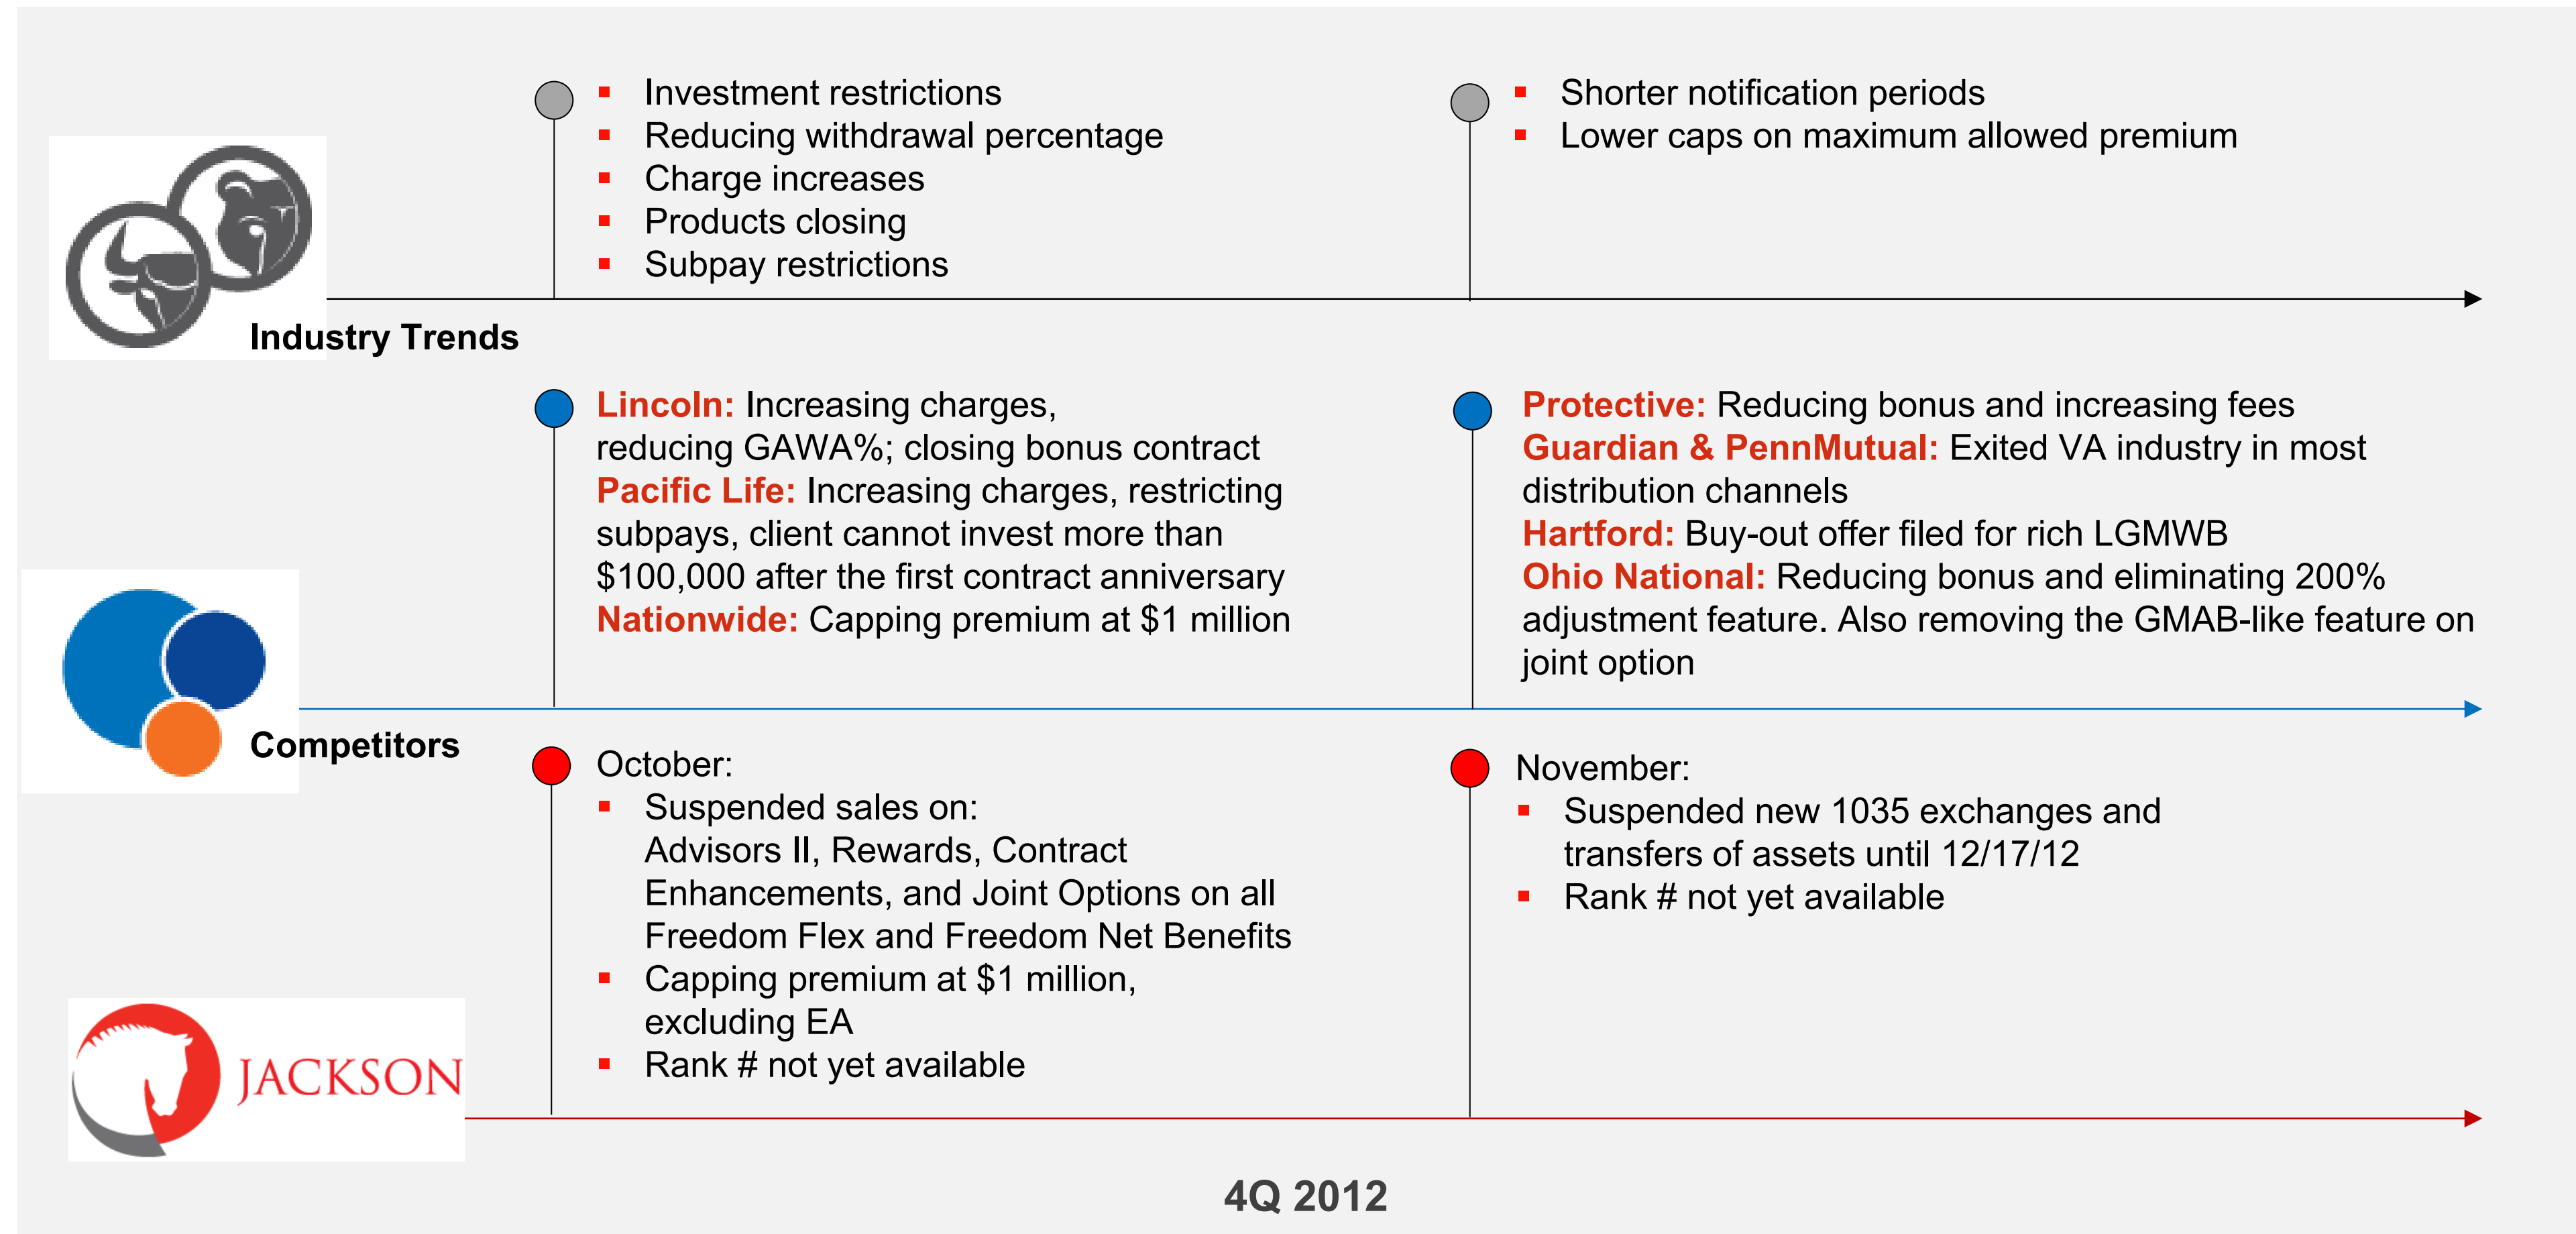 Investment restrictions
Reducing withdrawal percentage
Charge increases
Products closing
Subpay restrictions
Shorter notification periods
Lower caps on maximum allowed premium
Industry Trends
Lincoln: Increasing charges,
reducing GAWA%; closing bonus contract
Pacific Life: Increasing charges, restricting
subpays, client cannot invest more than
$100,000 after the first contract anniversary
Nationwide: Capping premium at $1 million
Protective: Reducing bonus and increasing fees
Guardian & PennMutual: Exited VA industry in most
distribution channels
Hartford: Buy-out offer filed for rich LGMWB
Ohio National: Reducing bonus and eliminating 200%
adjustment feature. Also removing the GMAB-like feature on
joint option
Competitors
October:
Suspended sales on:
Advisors II, Rewards, Contract
Enhancements, and Joint Options on all
Freedom Flex and Freedom Net Benefits
Capping premium at $1 million,
excluding EA
Rank # not yet available
November:
Suspended new 1035 exchanges and
transfers of assets until 12/17/12
Rank # not yet available
JACKSON
4Q 2012